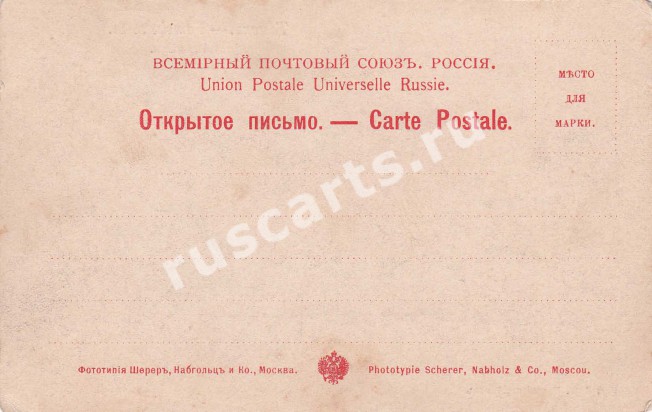 ВСЕМІРНЫЙ ПОЧТОВЫЙ СОЮЗЪ. РОССІЯ.
Union Postale Universelle Russie.
Открытое письмо. — Carte Postale.
МѢСТО
ДЛЯ
МАРКИ.
ruscarts.ru
Фототипія Шереръ, Набгольцъ и Ко., Москва.
Phototypie Scherer, Nabholz & Co., Moscou.